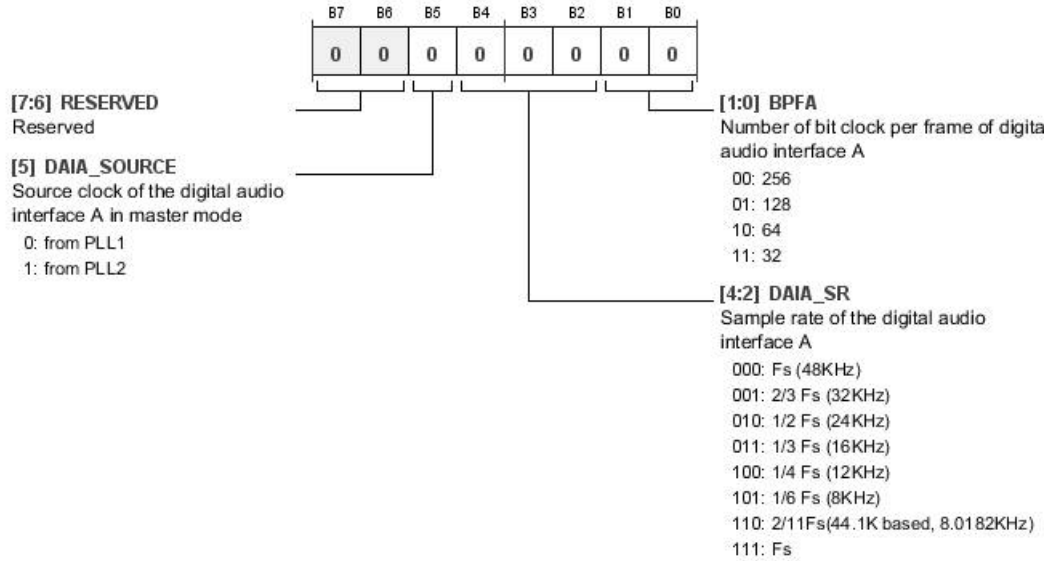 B7 B6 B5 B4 B3 B2 B1 B0
0 0 0 0 0 0 0 0
[7:6] RESERVED
Reserved
[5] DAIA_SOURCE
Source clock of the digital audio
interface A in master mode
0: from PLL1
1: from PLL2
[1:0] BPFA
Number of bit clock per frame of digita
audio interface A
00: 256
01: 128
10: 64
11: 32
[4:2] DAIA_SR
Sample rate of the digital audio
interface A
000: Fs (48KHz)
001: 2/3 Fs (32KHz)
010: 1/2 Fs (24KHz)
011: 1/3 Fs (16KHz)
100: 1/4 Fs (12KHz)
101: 1/6 Fs (8KHz)
110: 2/11Fs(44.1K based, 8.0182KHz)
111: Fs